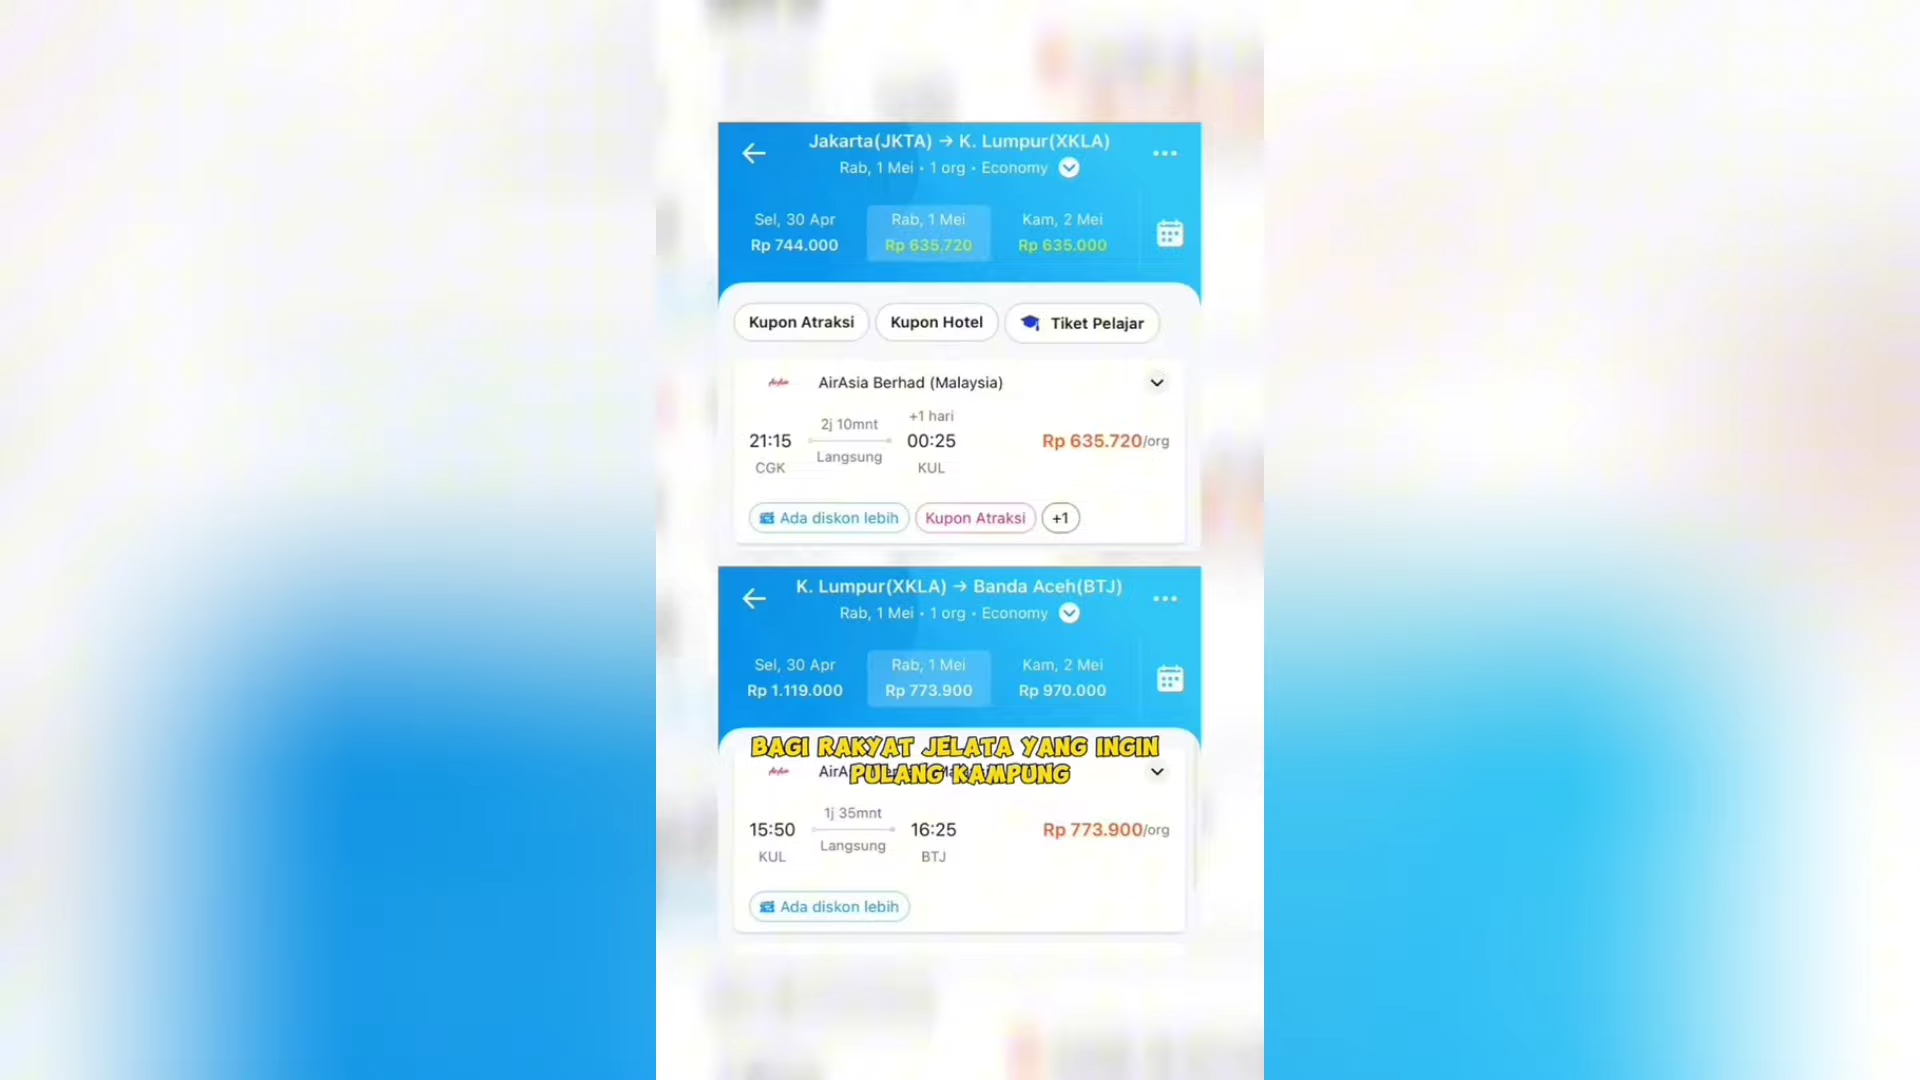 Jakarta(JKTA) → K. Lumpur(XKLA)
Rab, 1 Mei • 1 org • Economy
Sel, 30 Apr
Rp 744.000
Rab, 1 Mei
Rp 635.720
Kam, 2 Mei
Rp 635.000
Kupon Atraksi
Kupon Hotel
Tiket Pelajar
AirAsia
AirAsia Berhad (Malaysia)
21:15
CGK
2j 10mnt
Langsung
+1 hari
00:25
KUL
Rp 635.720/org
Ada diskon lebih
Kupon Atraksi
+1
K. Lumpur(XKLA) → Banda Aceh(BTJ)
Rab, 1 Mei • 1 org • Economy
Sel, 30 Apr
Rp 1.119.000
Rab, 1 Mei
Rp 773.900
Kam, 2 Mei
Rp 970.000
BAGI RAKYAT JELATA YANG INGIN
PULANG KAMPUNG
AirAsia
15:50
KUL
1j 35mnt
Langsung
16:25
BTJ
Rp 773.900/org
Ada diskon lebih